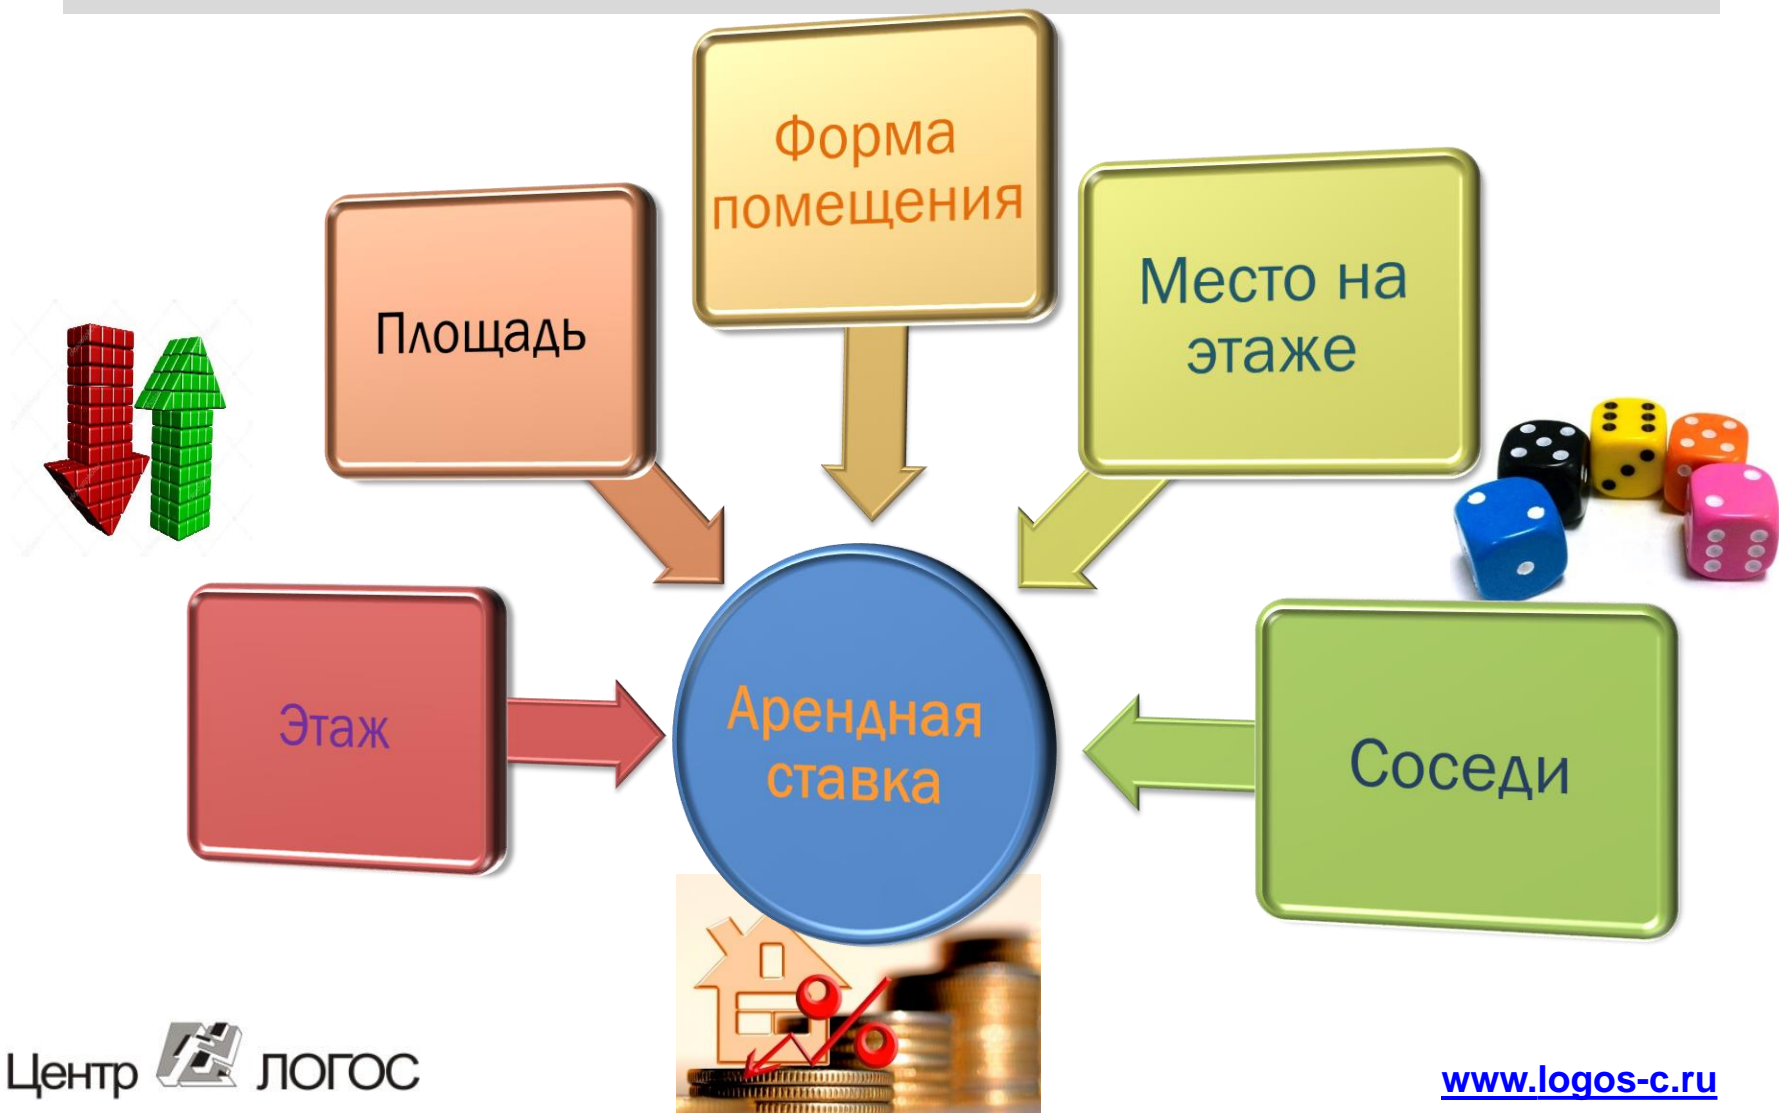 Форма
помещения
Место на
этаже
Площадь
Этаж
Арендная
ставка
Соседи
Центр ЛОГОС
www.logos-c.ru